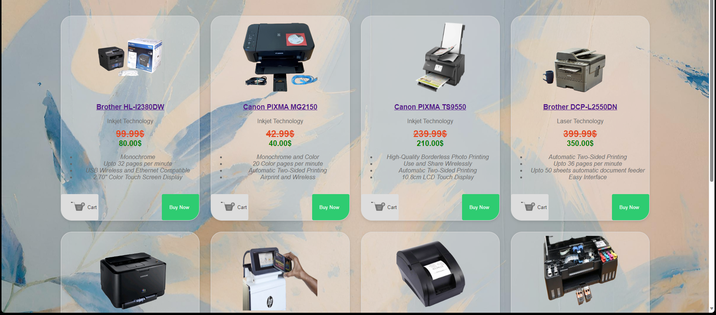 Brother HL-l2380DW
Inkjet Technology
99.99$
80.00$
Monochrome
Upto 32 pages per minute
USB Wireless and Ethernet Compatible
2.70" Color Touch Screen Display
Cart
Buy Now
Canon PIXMA MG2150
Inkjet Technology
42.99$
40.00$
Monochrome and Color
20 Color pages per minute
Automatic Two-Sided Printing
Airprint and Wireless
Cart
Buy Now
Canon PIXMA TS9550
Inkjet Technology
239.99$
210.00$
High-Quality Borderless Photo Printing
Use and Share Wirelessly
Automatic Two-Sided Printing
10.8cm LCD Touch Display
Cart
Buy Now
Brother DCP-L2550DN
Laser Technology
399.99$
350.00$
Automatic Two-Sided Printing
Upto 36 pages per minute
Upto 50 sheets automatic document feeder
Easy Interface
Cart
Buy Now